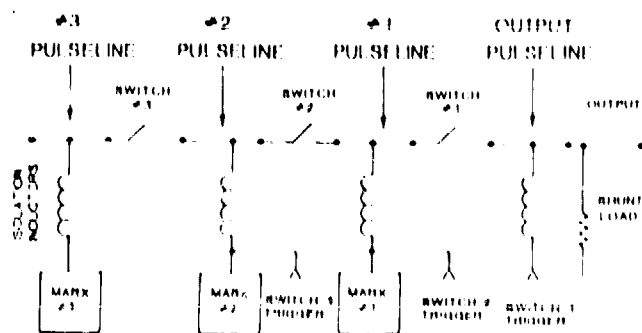 #3 PULSELINE
#2 PULSELINE
#1 PULSELINE
OUTPUT PULSELINE
SWITCH #3
SWITCH #2
SWITCH #1
OUTPUT
ISOLATION INDUCTORS
SHUNT LOAD
MARX #3
MARX #2
SWITCH 3 TRIGGER
MARX #1
SWITCH 2 TRIGGER
SWITCH 1 TRIGGER